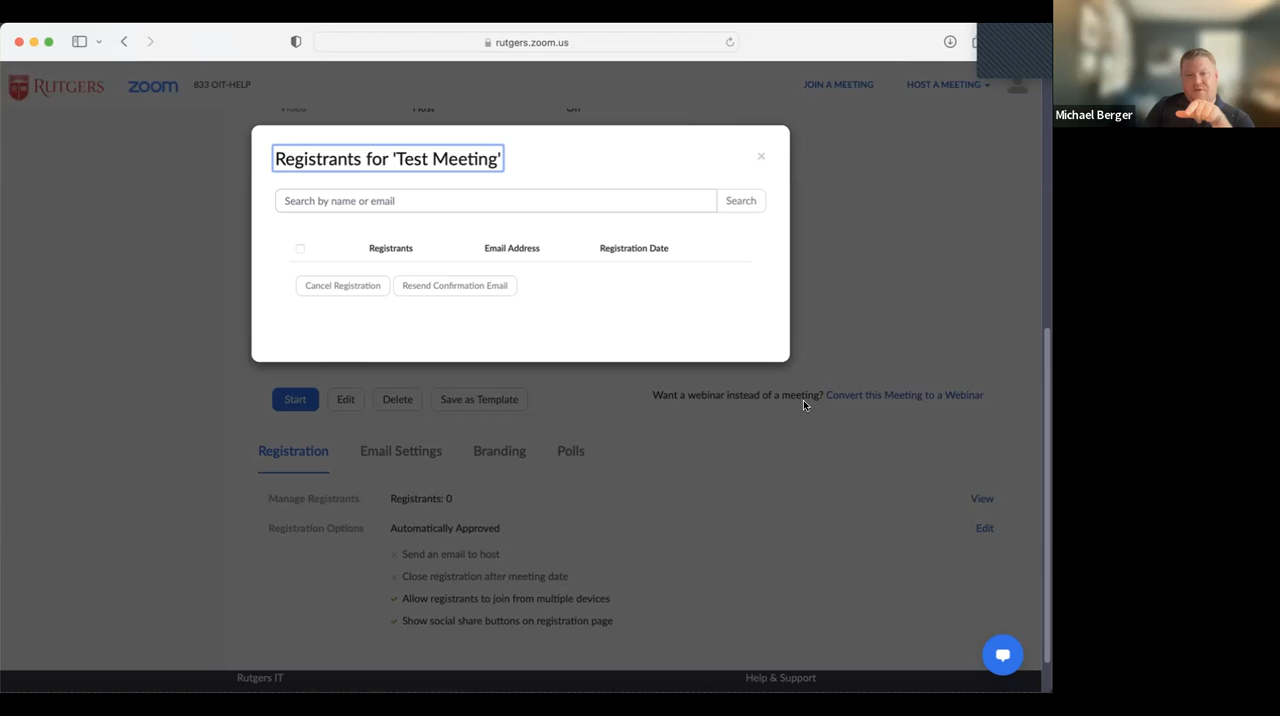 rutgers.zoom.us
RUTGERS
zoom
833 OIT-HELP
JOIN A MEETING
HOST A MEETING
Video
Host
Off
Michael Berger
Registrants for 'Test Meeting'
Search by name or email
Search
Registrants
Email Address
Registration Date
Cancel Registration
Resend Confirmation Email
Start
Edit
Delete
Save as Template
Want a webinar instead of a meeting? Convert this Meeting to a Webinar
Registration
Email Settings
Branding
Polls
Manage Registrants
Registrants: 0
View
Registration Options
Automatically Approved
Edit
Send an email to host
Close registration after meeting date
Allow registrants to join from multiple devices
Show social share buttons on registration page
Rutgers IT
Help & Support